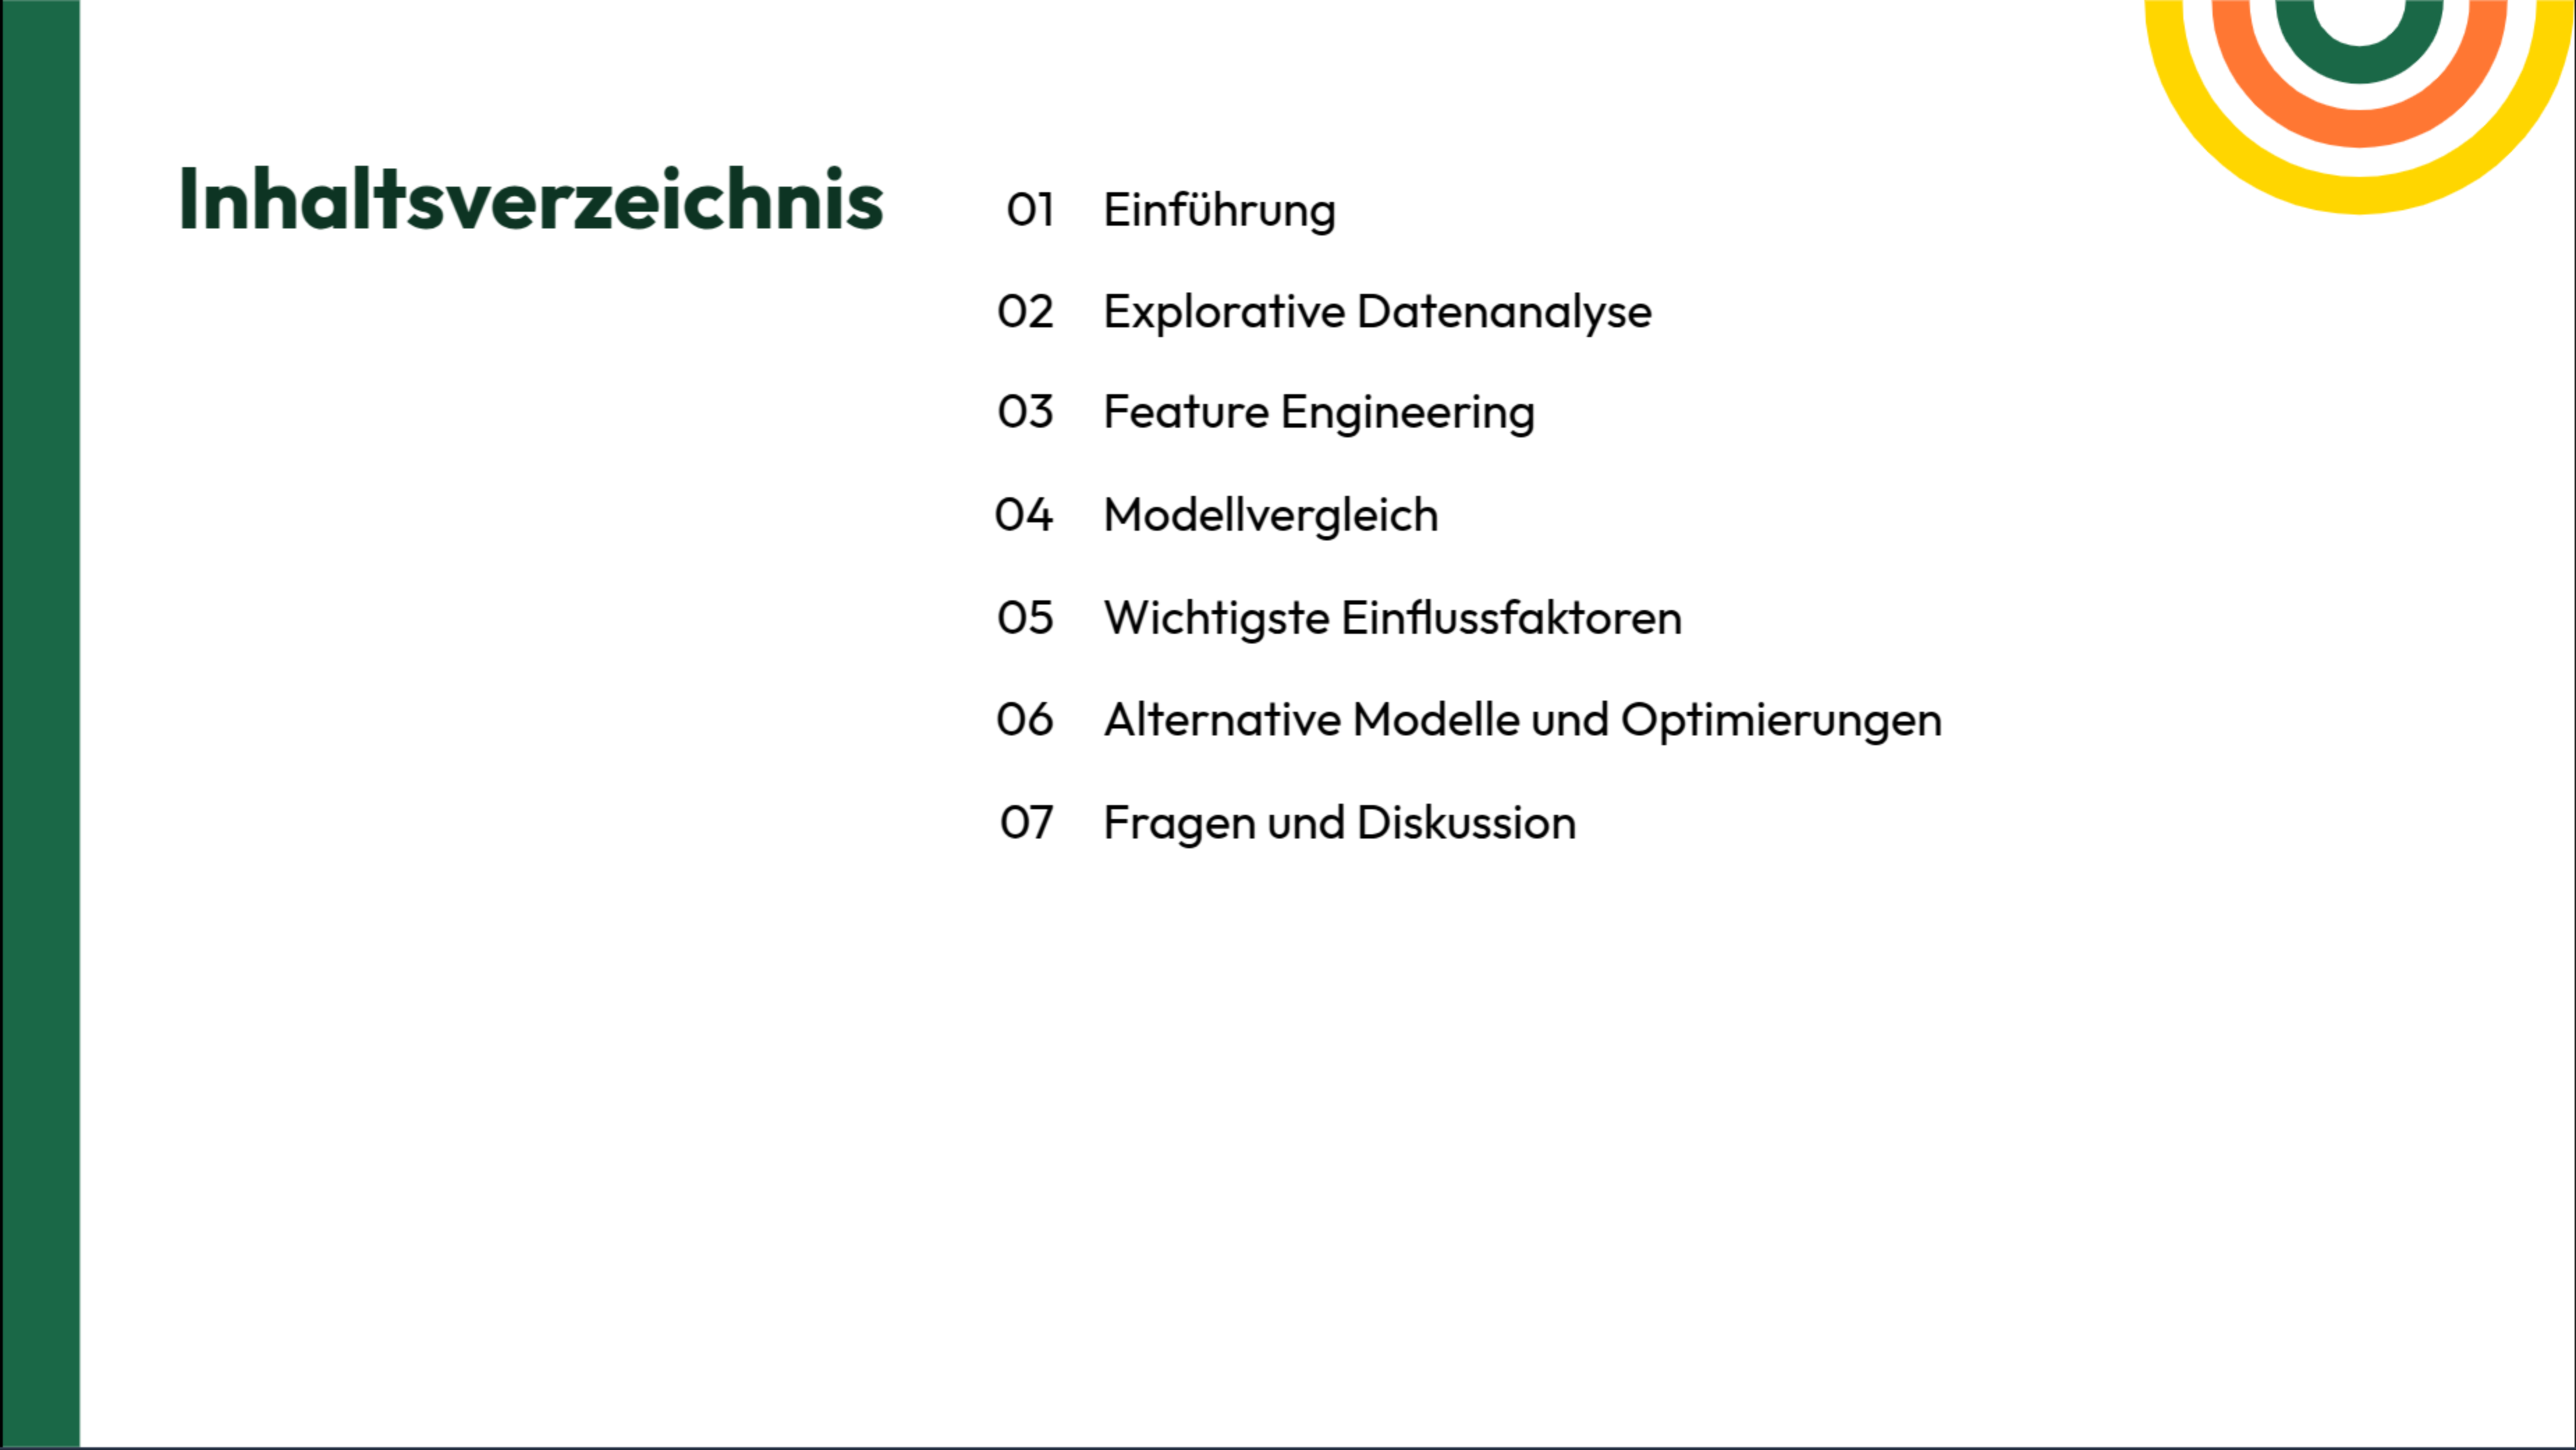 Inhaltsverzeichnis
01 Einführung
02 Explorative Datenanalyse
03 Feature Engineering
04 Modellvergleich
05 Wichtigste Einflussfaktoren
06 Alternative Modelle und Optimierungen
07 Fragen und Diskussion